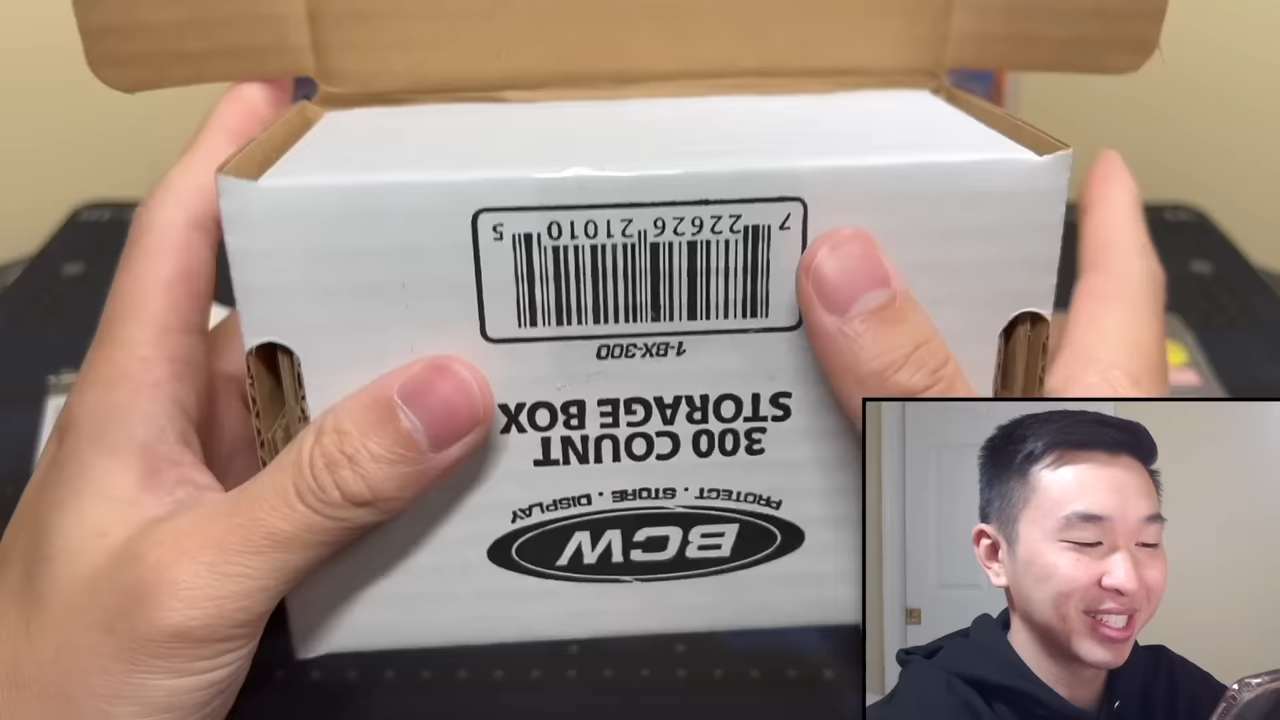 BCW
PROTECT . STORE . DISPLAY
300 COUNT
STORAGE BOX
1-BX-300
7 22626 21010 5